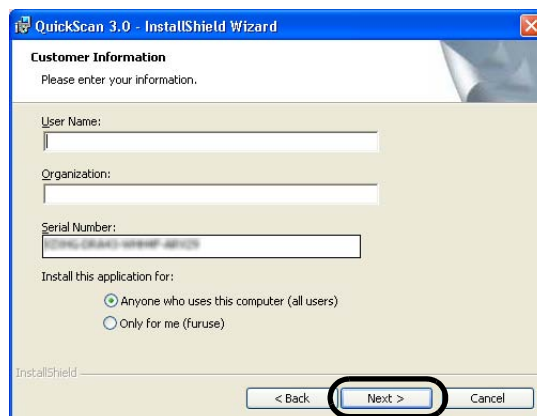 QuickScan 3.0 - InstallShield Wizard
Customer Information
Please enter your information.
User Name:
Organization:
Serial Number:
Install this application for:
Anyone who uses this computer (all users)
Only for me (furuse)
InstallShield
< Back Next > Cancel